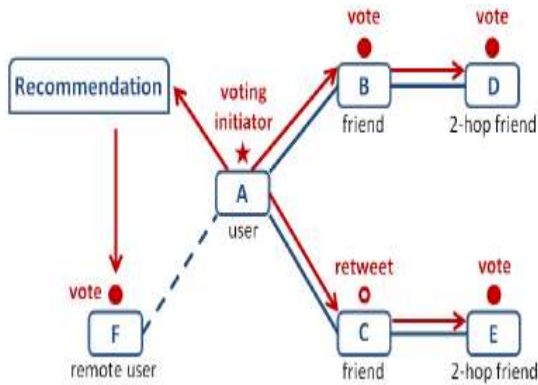 vote
vote
Recommendation
voting
initiator
B
D
friend
2-hop friend
A
user
retweet
vote
vote
F
C
E
remote user
friend
2-hop friend